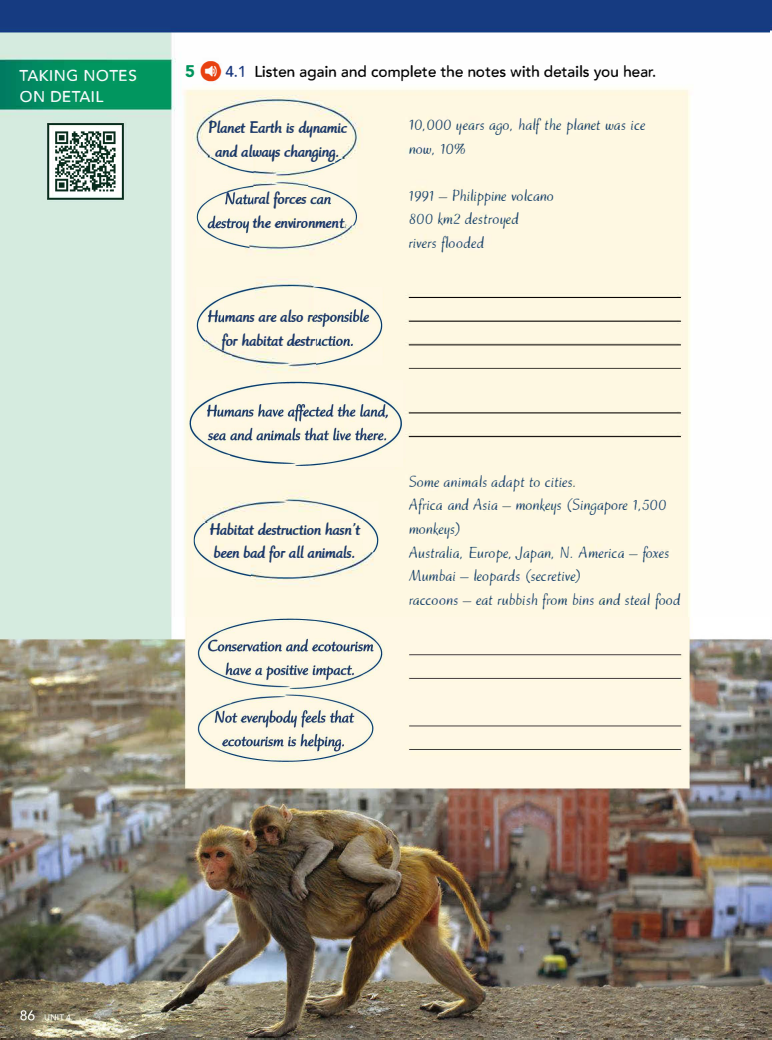 TAKING NOTES
ON DETAIL
5 4.1 Listen again and complete the notes with details you hear.
Planet Earth is dynamic
and always changing.
10,000 years ago, half the planet was ice
now, 10%
Natural forces can
destroy the environment.
1991 – Philippine volcano
800 km2 destroyed
rivers flooded
Humans are also responsible
for habitat destruction.
Humans have affected the land,
sea and animals that live there.
Habitat destruction hasn't
been bad for all animals.
Some animals adapt to cities.
Africa and Asia – monkeys (Singapore 1,500
monkeys)
Australia, Europe, Japan, N. America – foxes
Mumbai – leopards (secretive)
raccoons – eat rubbish from bins and steal food
Conservation and ecotourism
have a positive impact.
Not everybody feels that
ecotourism is helping.
86 UNIT 4